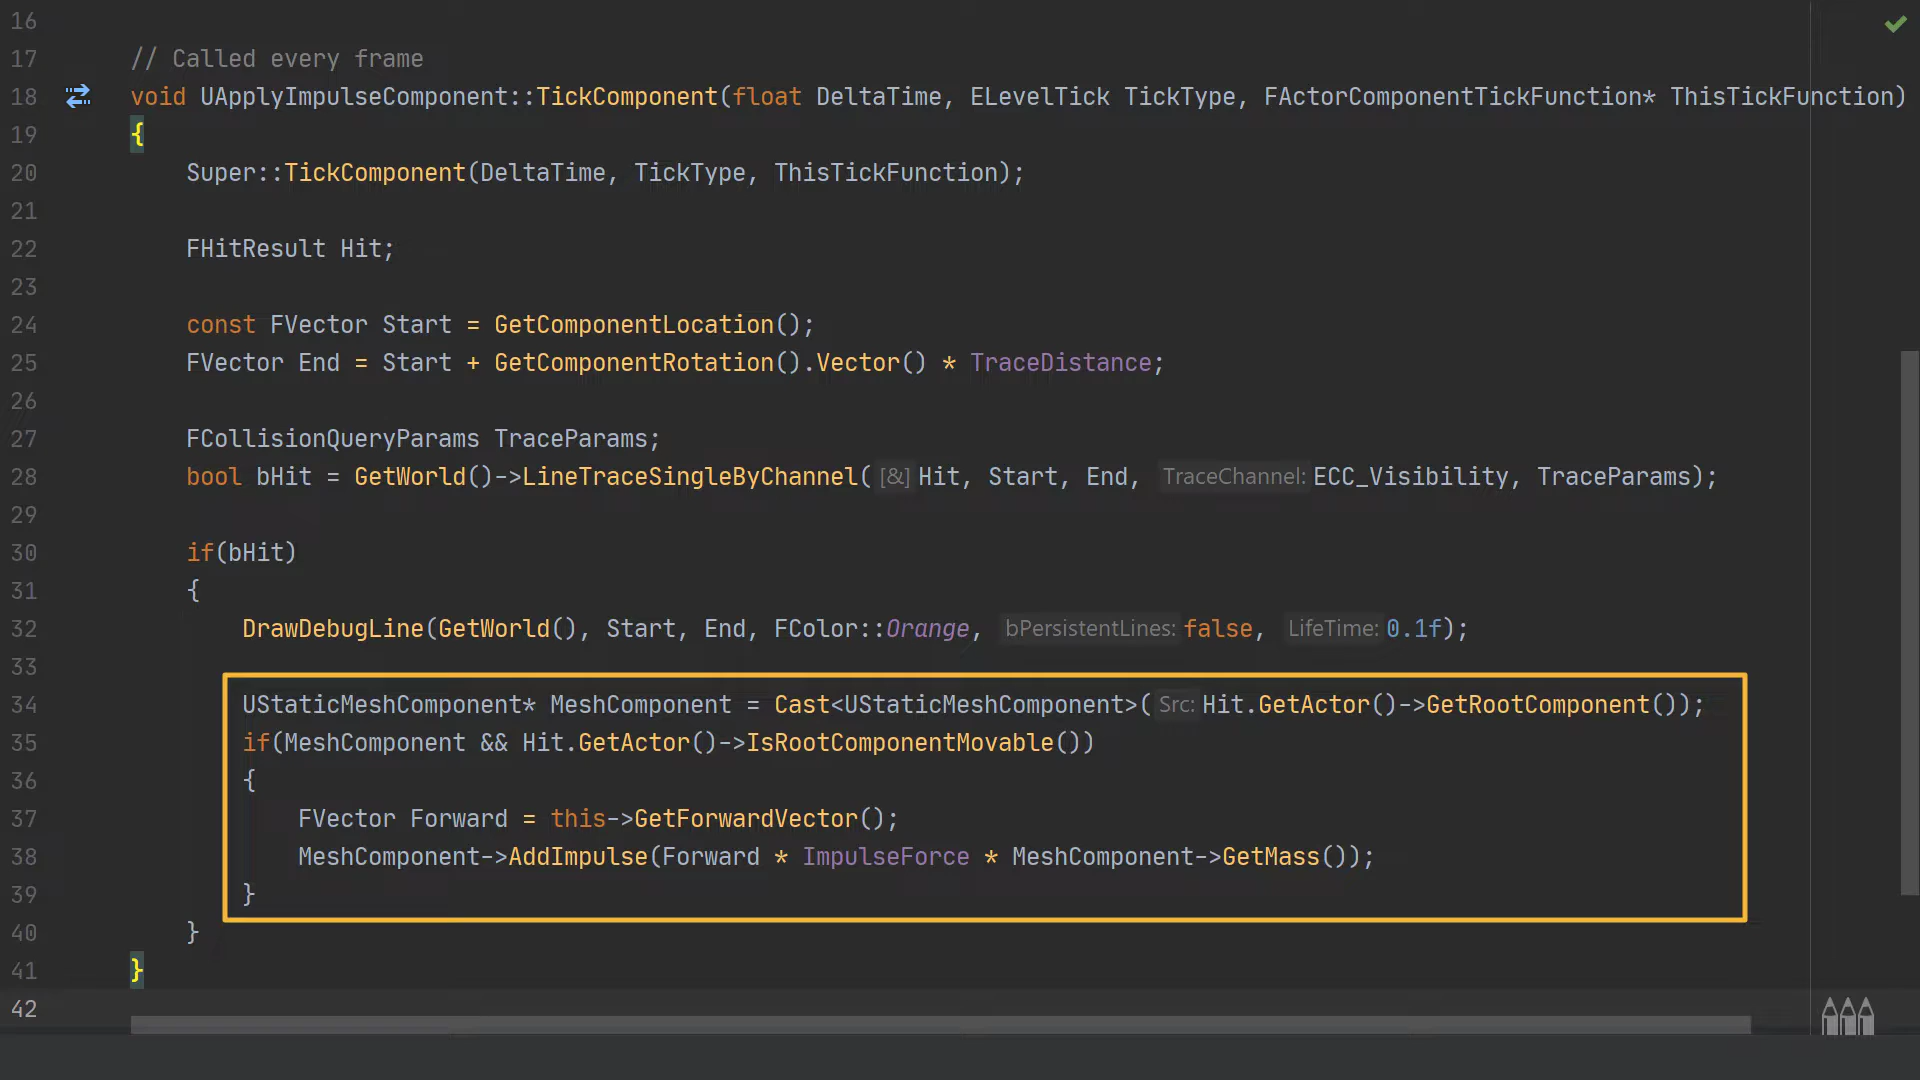 16
17 // Called every frame
18 void UApplyImpulseComponent::TickComponent(float DeltaTime, ELevelTick TickType, FActorComponentTickFunction* ThisTickFunction)
19 {
20 Super::TickComponent(DeltaTime, TickType, ThisTickFunction);
21
22 FHitResult Hit;
23
24 const FVector Start = GetComponentLocation();
25 FVector End = Start + GetComponentRotation().Vector() * TraceDistance;
26
27 FCollisionQueryParams TraceParams;
28 bool bHit = GetWorld()->LineTraceSingleByChannel([&]Hit, Start, End, TraceChannel:ECC_Visibility, TraceParams);
29
30 if(bHit)
31 {
32 DrawDebugLine(GetWorld(), Start, End, FColor::Orange, bPersistentLines:false, LifeTime:0.1f);
33
34 UStaticMeshComponent* MeshComponent = Cast<UStaticMeshComponent>(Src:Hit.GetActor()->GetRootComponent());
35 if(MeshComponent && Hit.GetActor()->IsRootComponentMovable())
36 {
37 FVector Forward = this->GetForwardVector();
38 MeshComponent->AddImpulse(Forward * ImpulseForce * MeshComponent->GetMass());
39 }
40 }
41 }
42